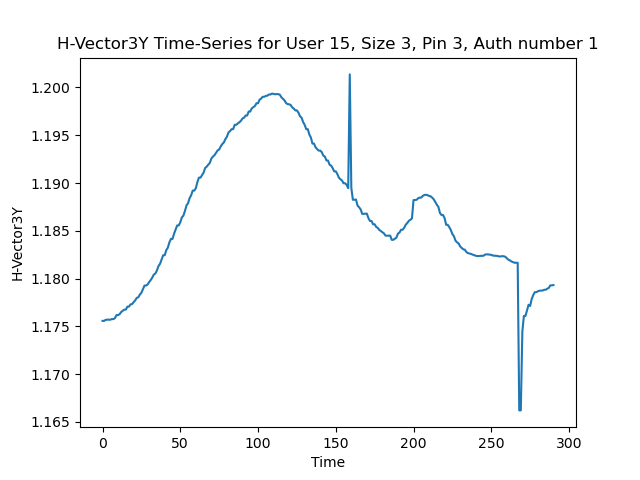 H-Vector3Y Time-Series for User 15, Size 3, Pin 3, Auth number 1
1.200
1.195
1.190
1.185
1.180
1.175
1.170
1.165
H-Vector3Y
0 50 100 150 200 250 300
Time